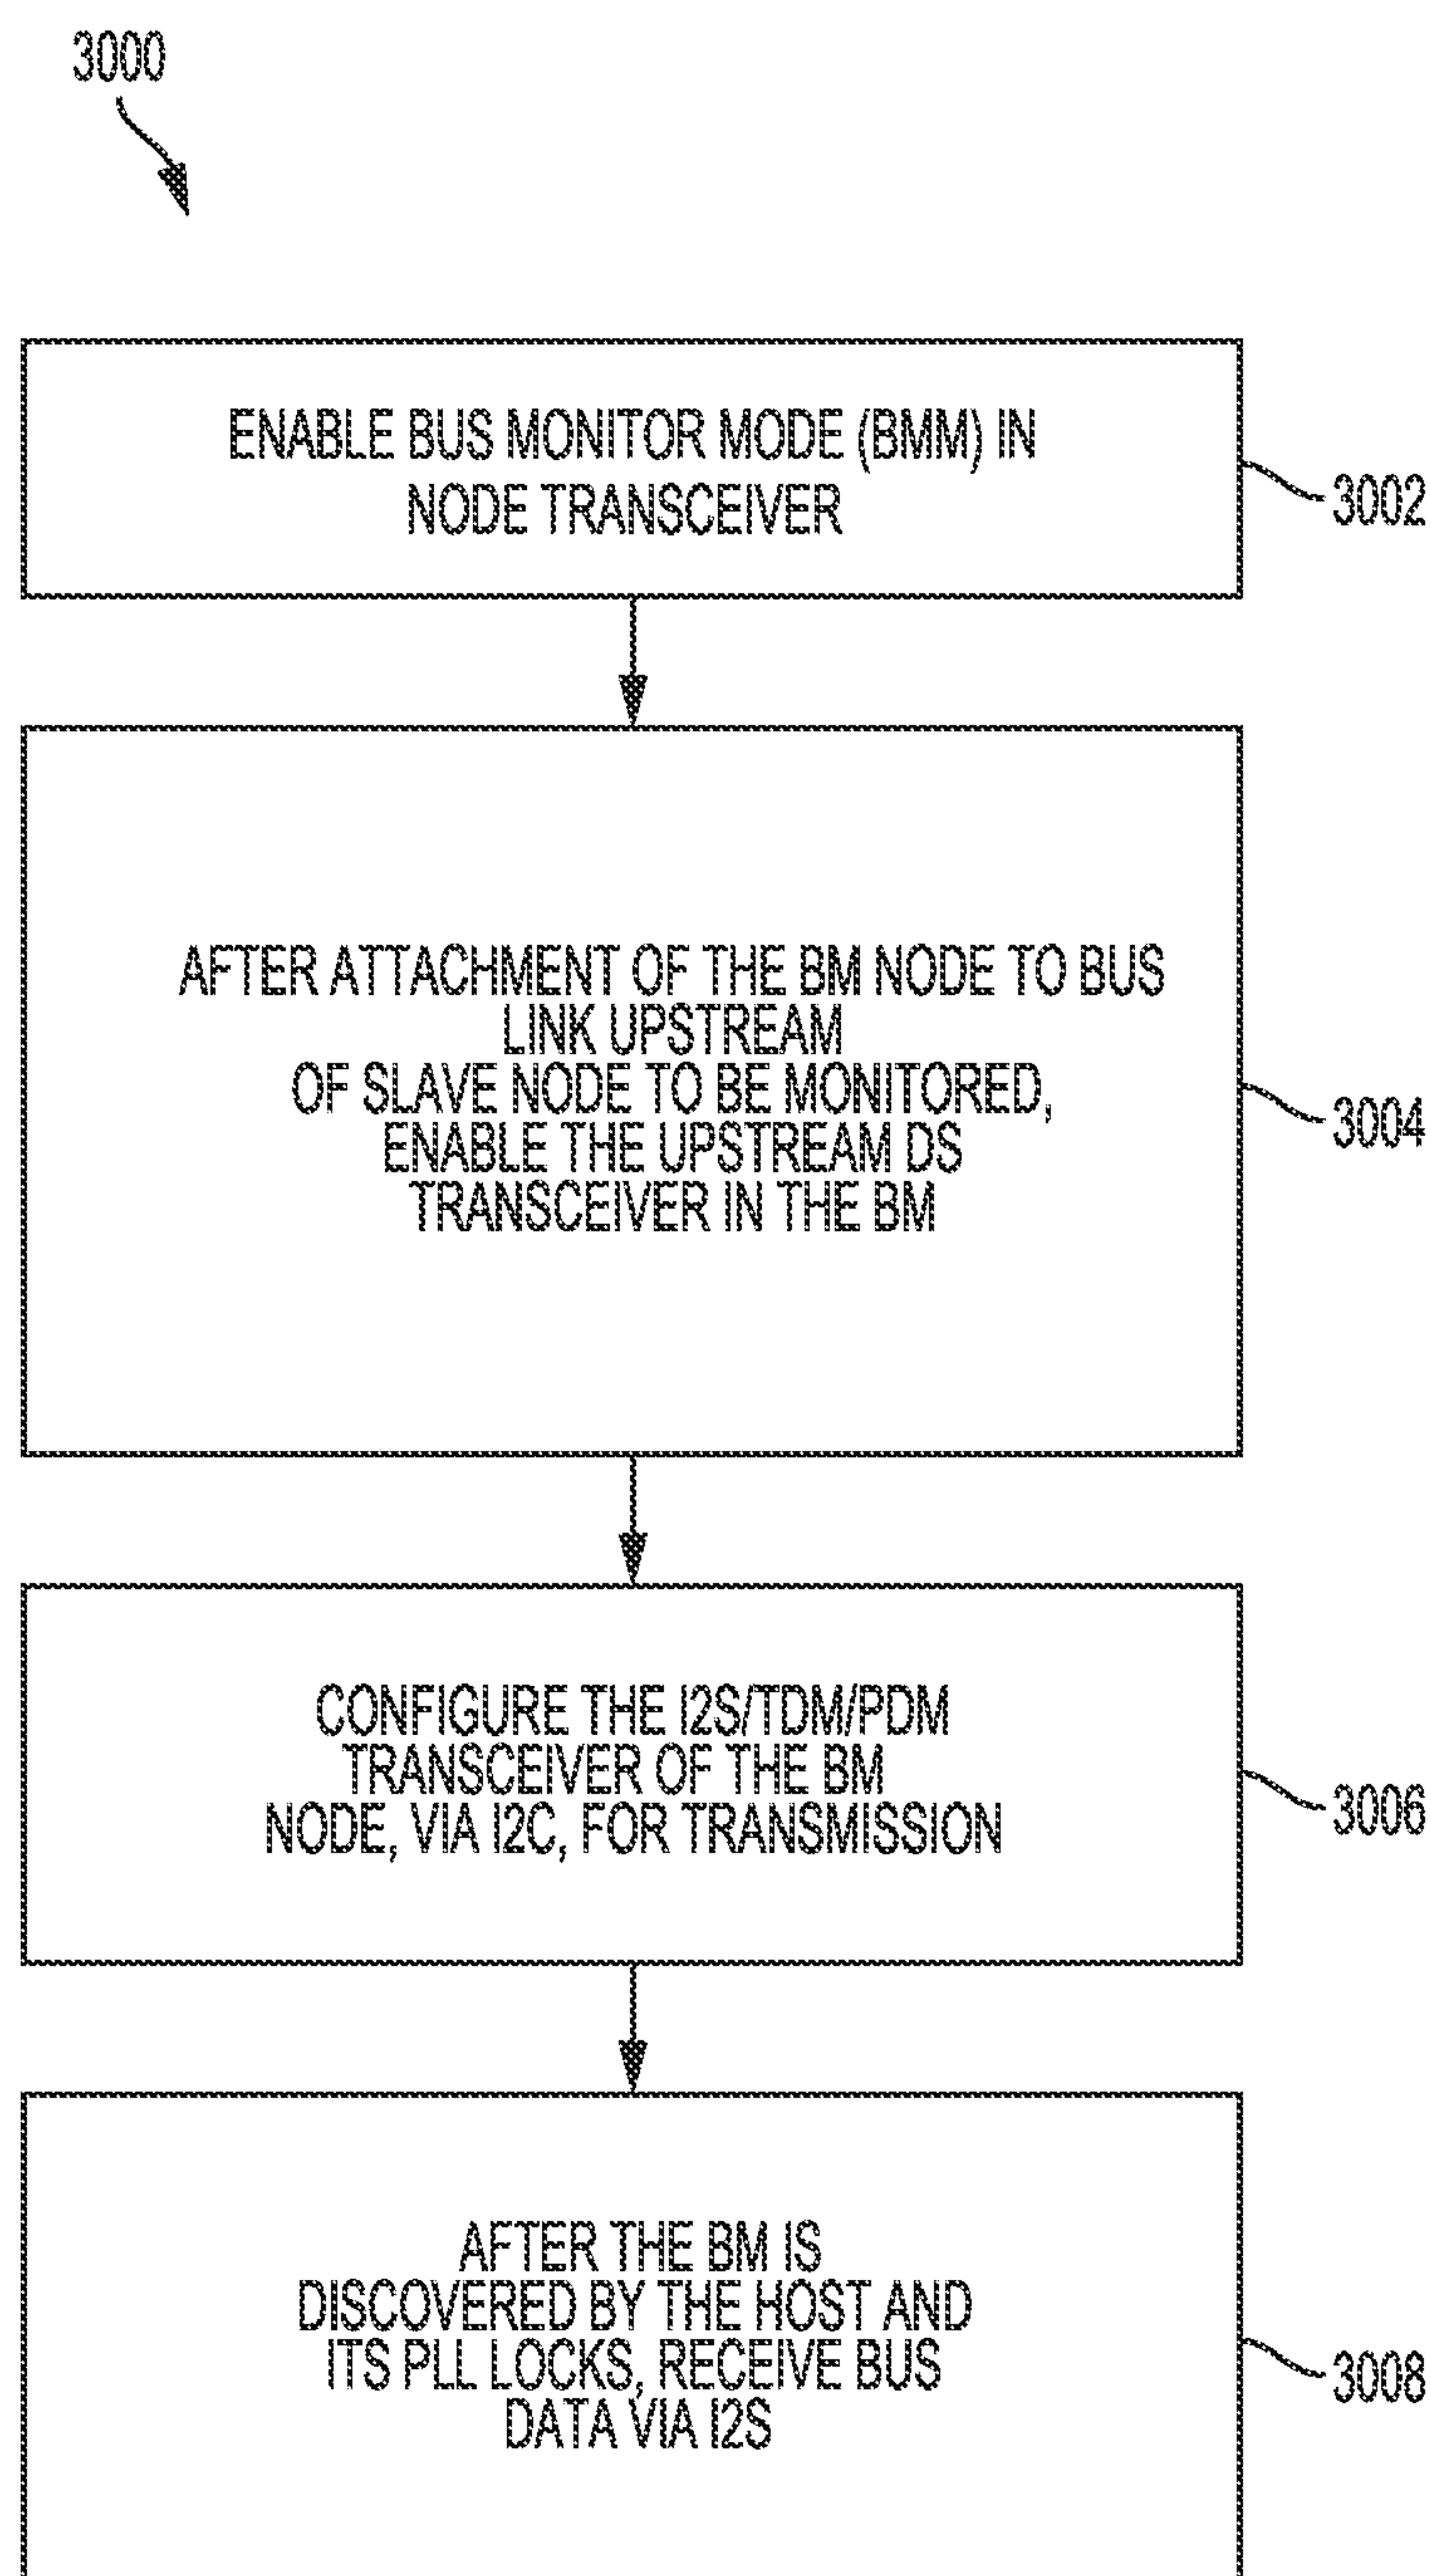 3000
ENABLE BUS MONITOR MODE (BMM) IN
NODE TRANSCEIVER
3002
AFTER ATTACHMENT OF THE BM NODE TO BUS
LINK UPSTREAM
OF SLAVE NODE TO BE MONITORED,
ENABLE THE UPSTREAM DS
TRANSCEIVER IN THE BM
3004
CONFIGURE THE I2S/TDM/PDM
TRANSCEIVER OF THE BM
NODE, VIA I2C, FOR TRANSMISSION
3006
AFTER THE BM IS
DISCOVERED BY THE HOST AND
ITS PLL LOCKS, RECEIVE BUS
DATA VIA I2S
3008